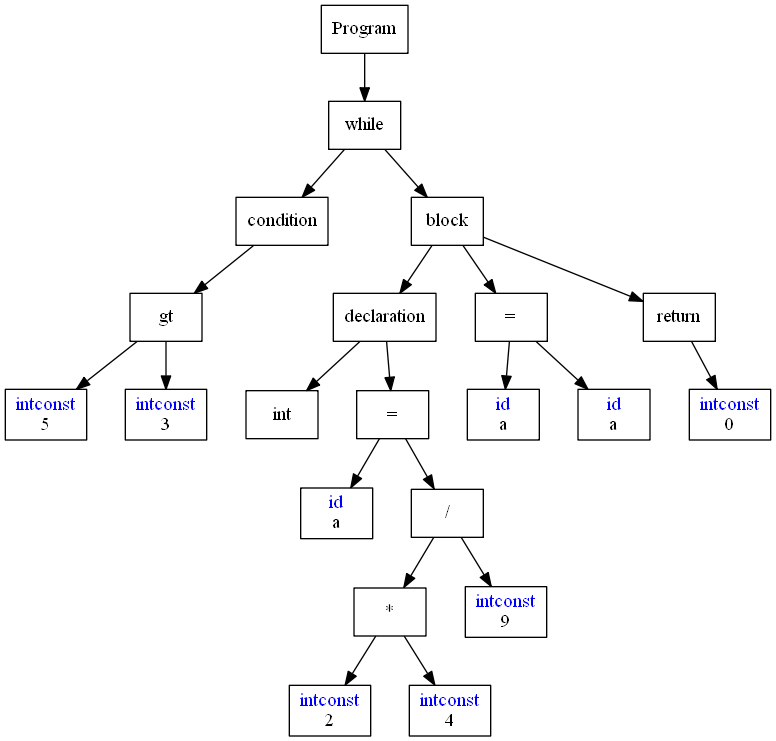 Program
while
condition
block
gt
declaration
=
return
intconst
5
intconst
3
int
=
id
a
id
a
intconst
0
id
a
/
*
intconst
9
intconst
2
intconst
4